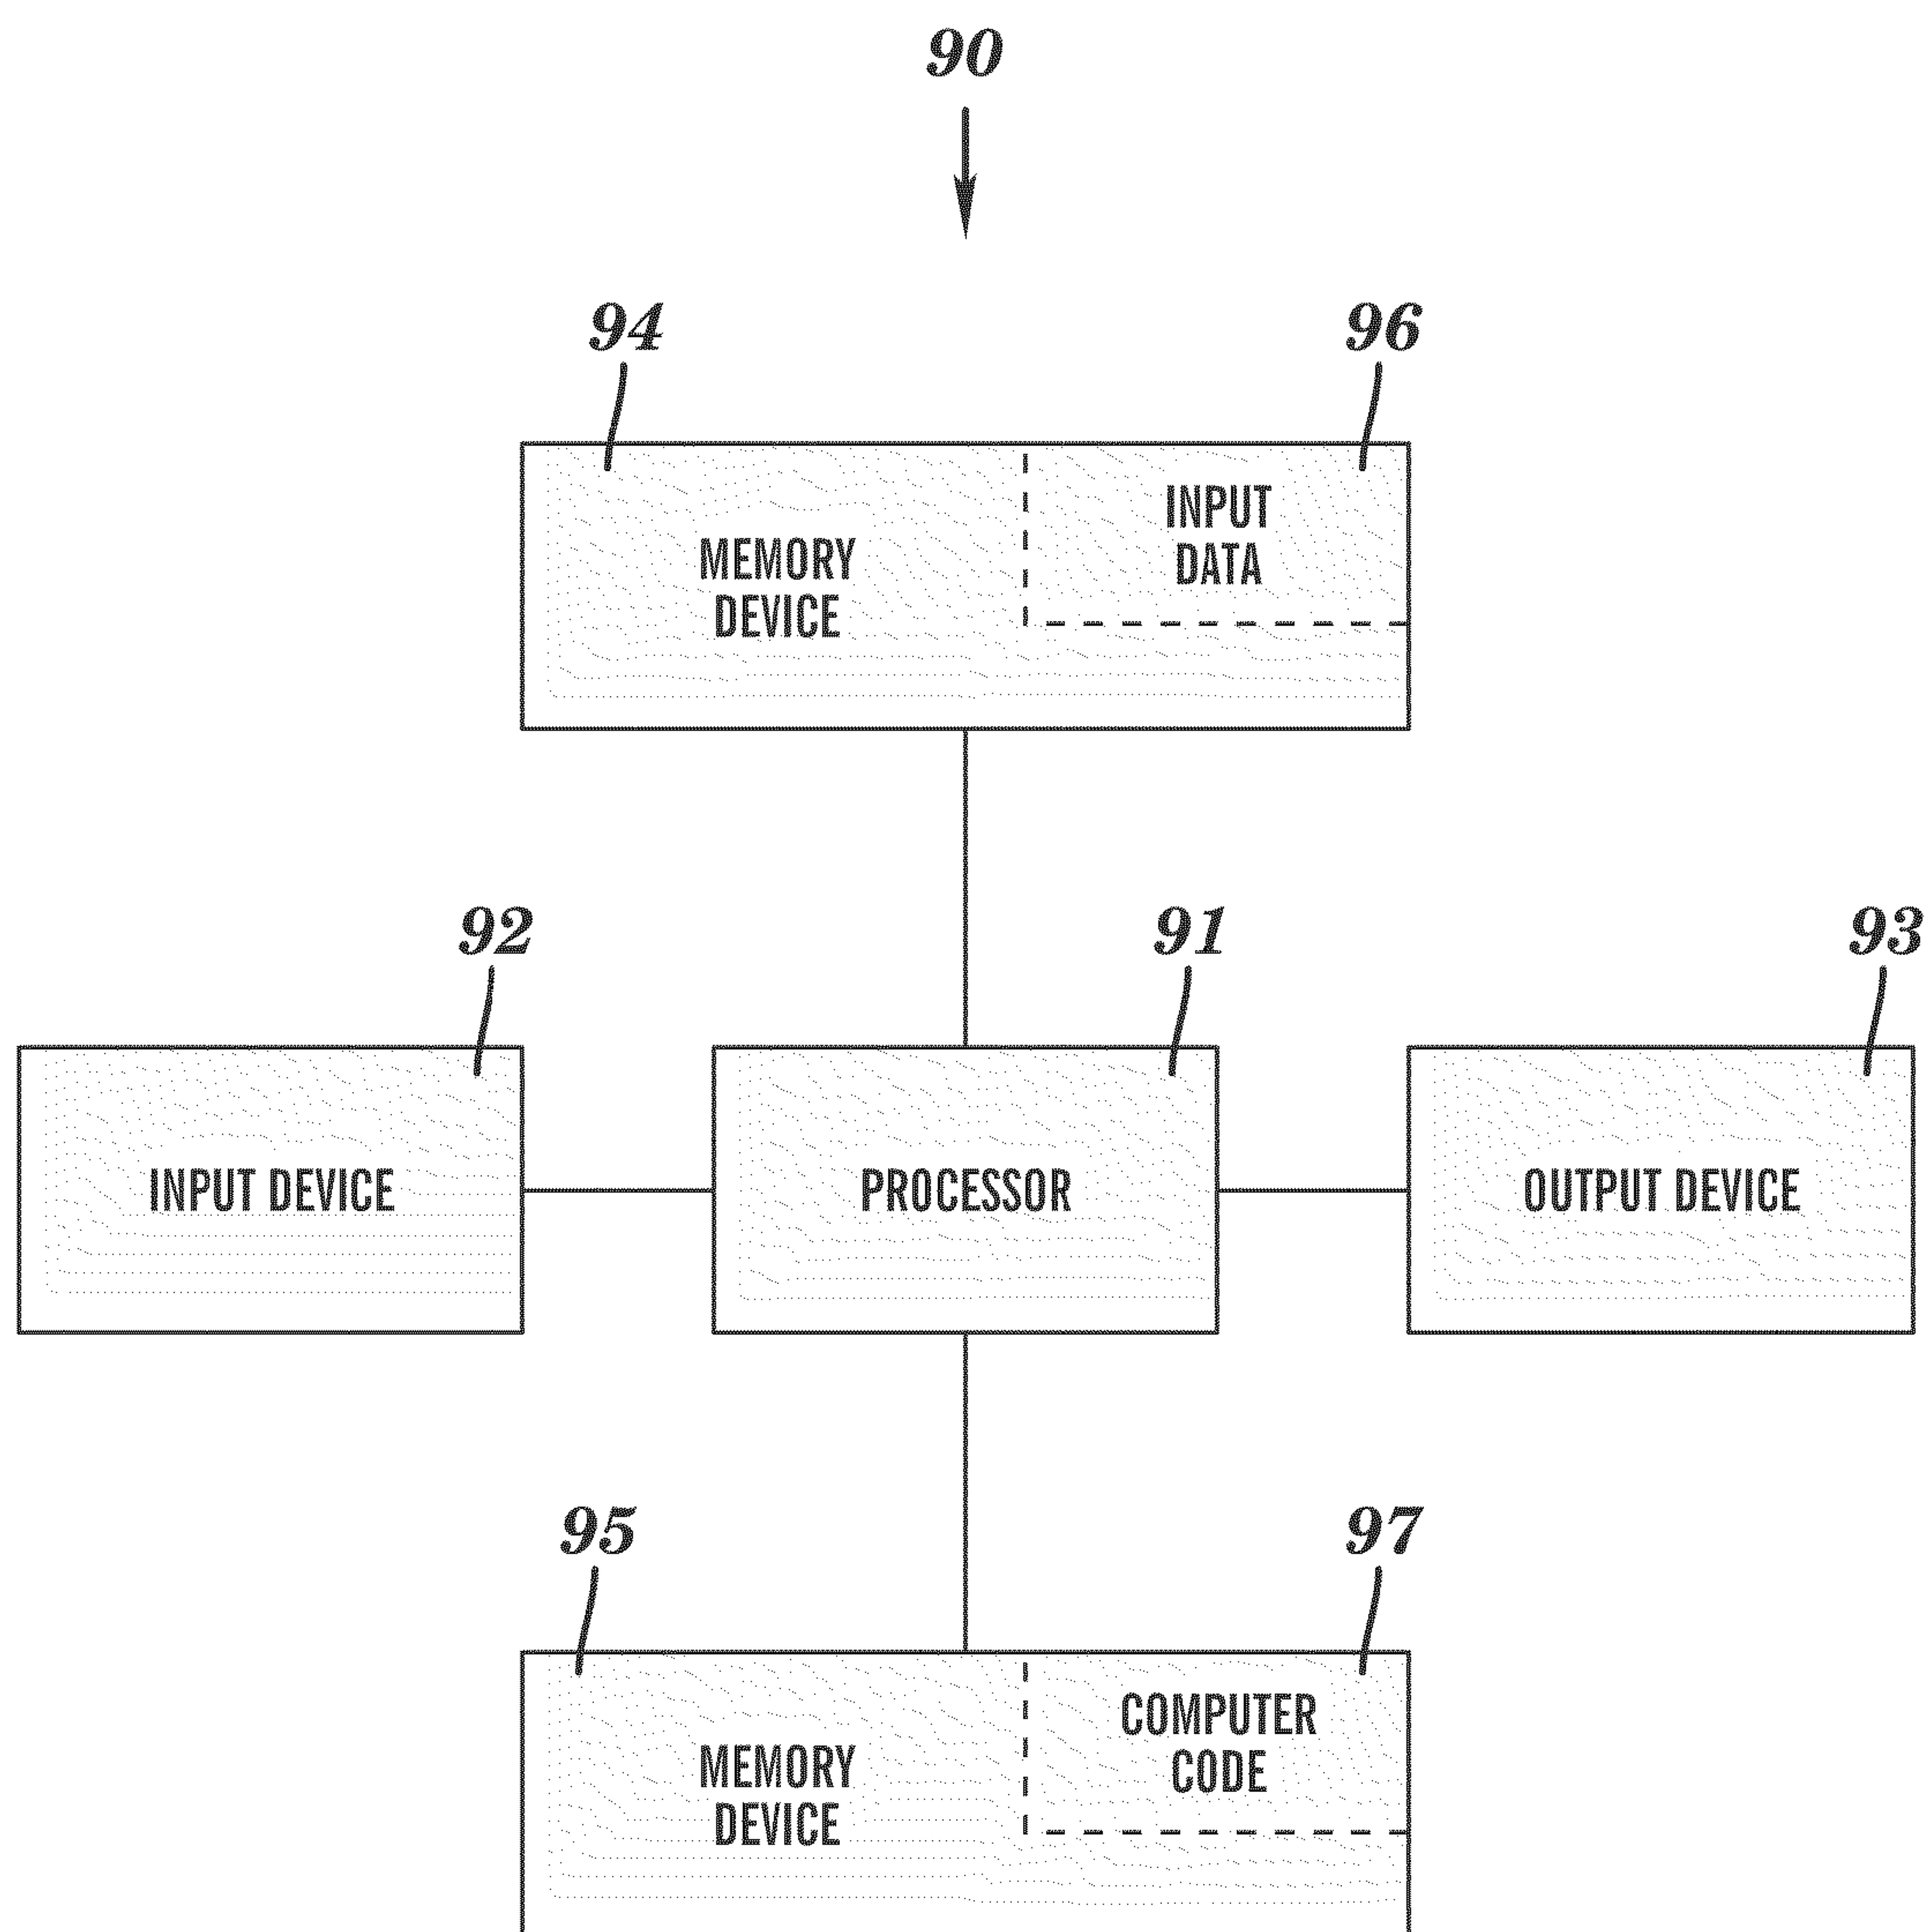 90
94
96
INPUT
DATA
MEMORY
DEVICE
92
91
93
INPUT DEVICE
PROCESSOR
OUTPUT DEVICE
95
97
COMPUTER
CODE
MEMORY
DEVICE